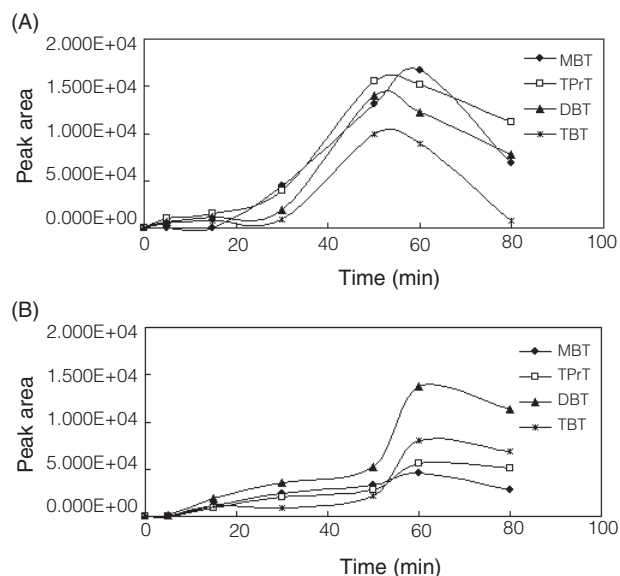 (A)
2.000E+04
1.500E+04
1.000E+04
5.000E+04
0.000E+00
Peak area
0
20
40
60
80
100
Time (min)
MBT
TPrT
DBT
TBT
(B)
2.000E+04
1.500E+04
1.000E+04
5.000E+04
0.000E+00
Peak area
0
20
40
60
80
100
Time (min)
MBT
TPrT
DBT
TBT